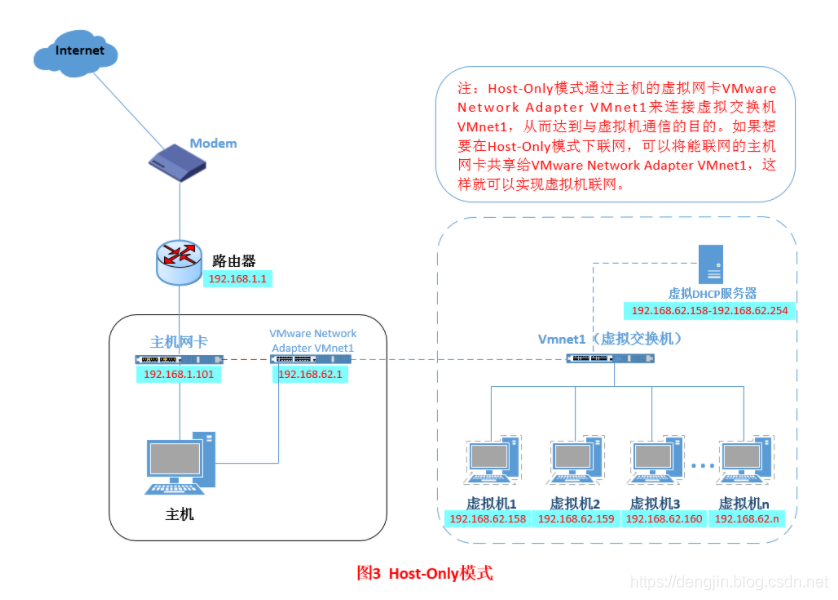 Internet
注：Host-Only模式通过主机的虚拟网卡VMware
Network Adapter VMnet1来连接虚拟交换机
VMnet1，从而达到与虚拟机通信的目的。如果想
要在Host-Only模式下联网，可以将能联网的主机
网卡共享给VMware Network Adapter VMnet1，这
样就可以实现虚拟机联网。
Modem
路由器
192.168.1.1
虚拟DHCP服务器
192.168.62.158-192.168.62.254
主机网卡
192.168.1.101
VMware Network
Adapter VMnet1
192.168.62.1
Vmnet1（虚拟交换机）
主机
虚拟机1
192.168.62.158
虚拟机2
192.168.62.159
虚拟机3
192.168.62.160
虚拟机n
192.168.62.n
图3 Host-Only模式
https://dengjin.blog.csdn.net